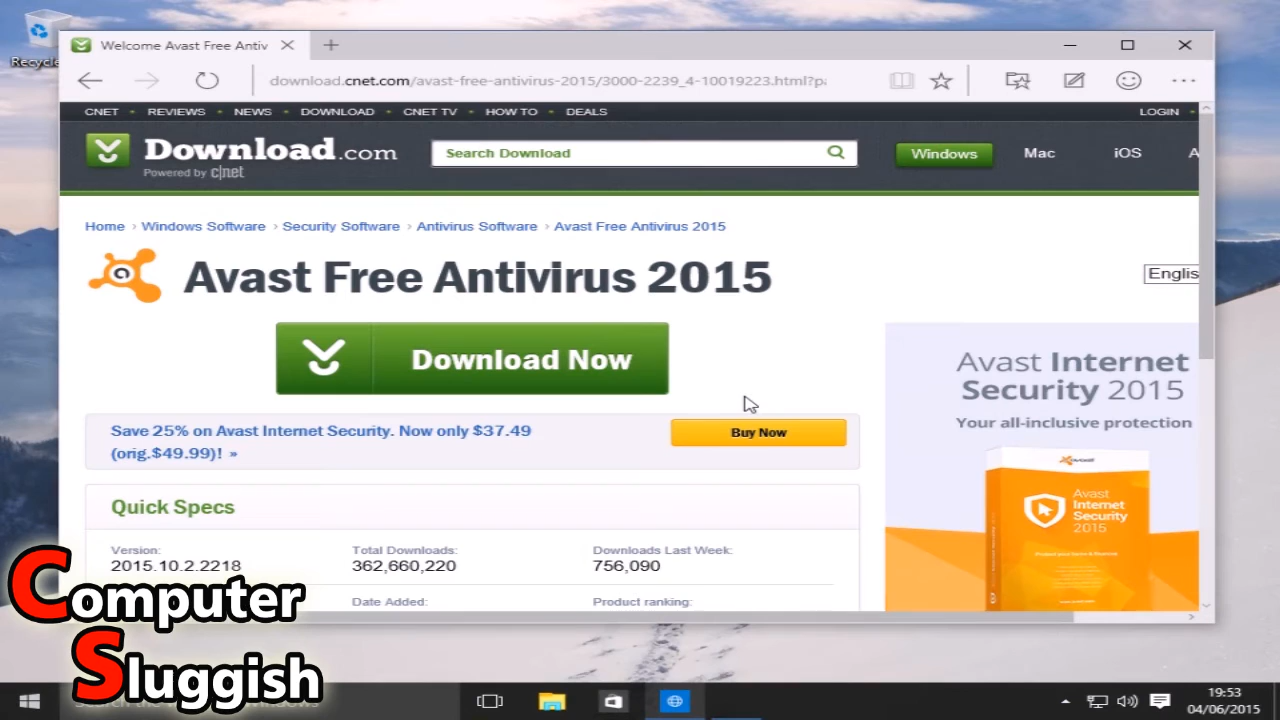 Recycle
Welcome Avast Free Antiv
download.cnet.com/avast-free-antivirus-2015/3000-2239_4-10019223.html?pa
CNET REVIEWS NEWS DOWNLOAD CNET TV HOW TO DEALS LOGIN
Download.com
Powered by c|net
Search Download
Windows Mac iOS A
Home › Windows Software › Security Software › Antivirus Software › Avast Free Antivirus 2015
Avast Free Antivirus 2015
Englis
Download Now
Save 25% on Avast Internet Security. Now only $37.49
(orig.$49.99)! »
Buy Now
Avast Internet
Security 2015
Your all-inclusive protection
avast!
Avast
Internet
Security
2015
Quick Specs
Version: Total Downloads: Downloads Last Week:
2015.10.2.2218 362,660,220 756,090
Date Added: Product ranking:
Computer
Sluggish
19:53
04/06/2015